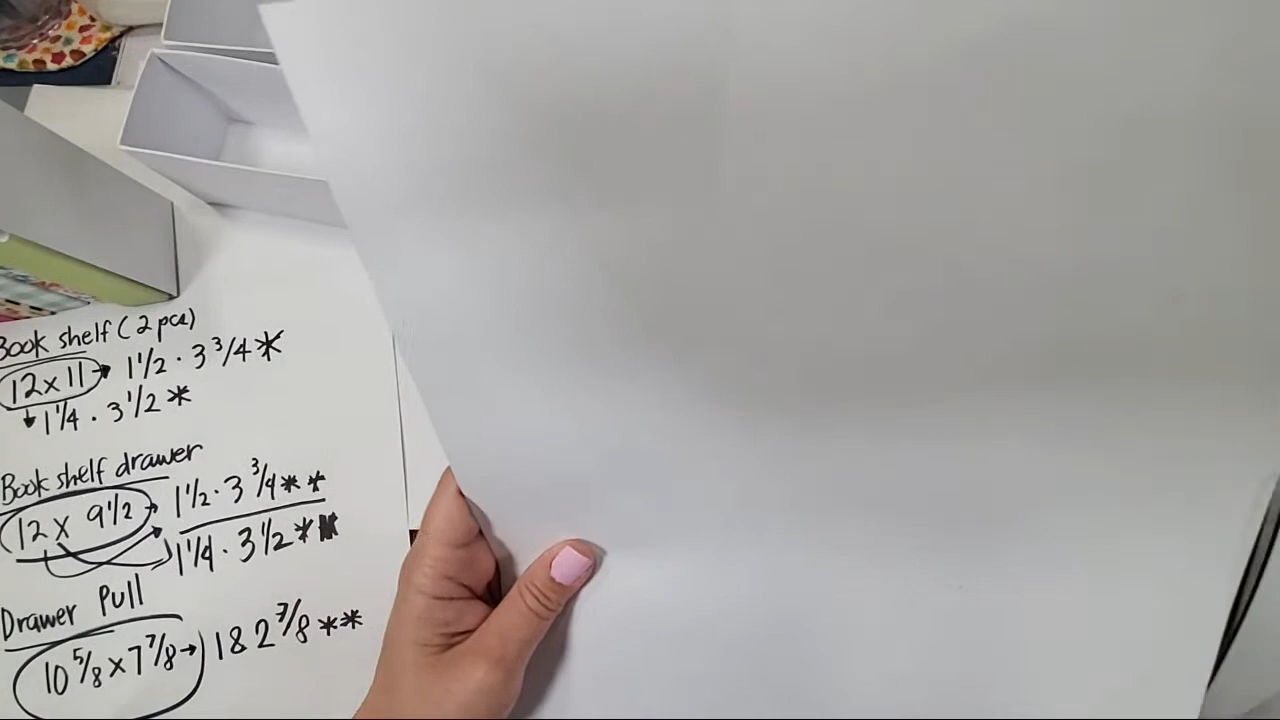 Book shelf (2 pcs)
12 x 11 → 1 1/2 · 3 3/4 *
↓ 1 1/4 · 3 1/2 *
Book shelf drawer
12 x 9 1/2 → 1 1/2 · 3 3/4 * *
1 1/4 · 3 1/2 *
Drawer Pull
10 5/8 x 7 7/8 → 1 & 2 7/8 **